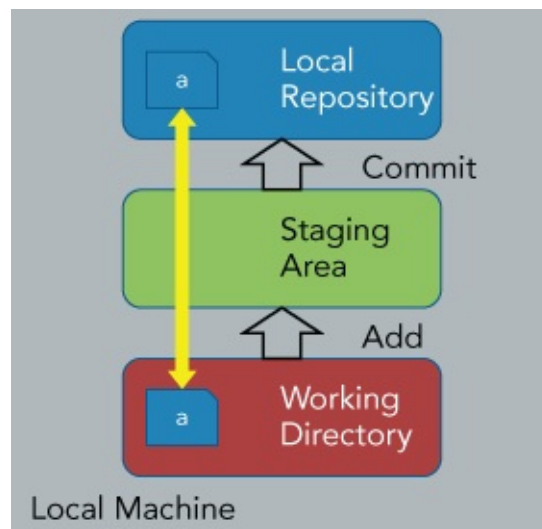 a
Local
Repository
Commit
Staging
Area
Add
a
Working
Directory
Local Machine